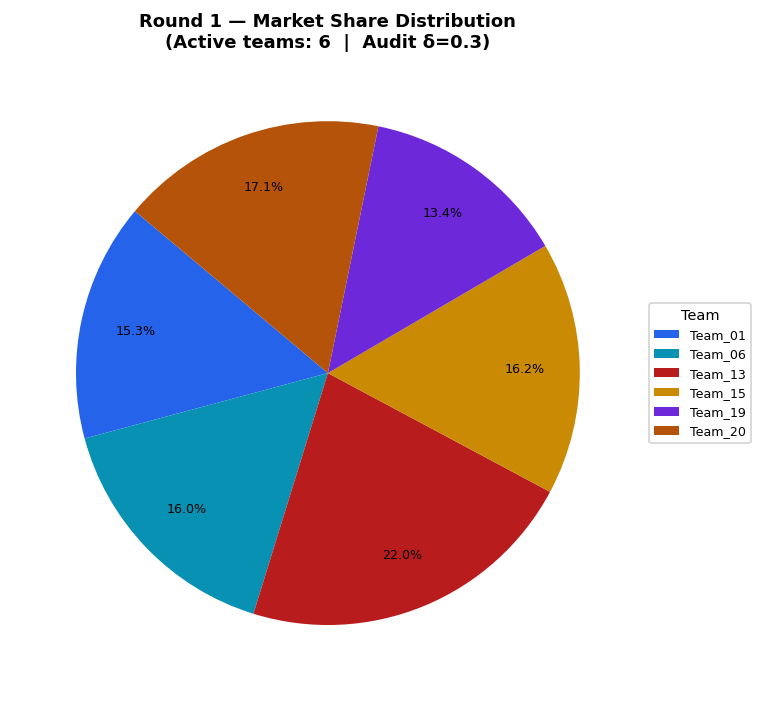 Round 1 — Market Share Distribution
(Active teams: 6  |  Audit δ=0.3)
17.1%
13.4%
15.3%
16.2%
16.0%
22.0%
Team
Team_01
Team_06
Team_13
Team_15
Team_19
Team_20